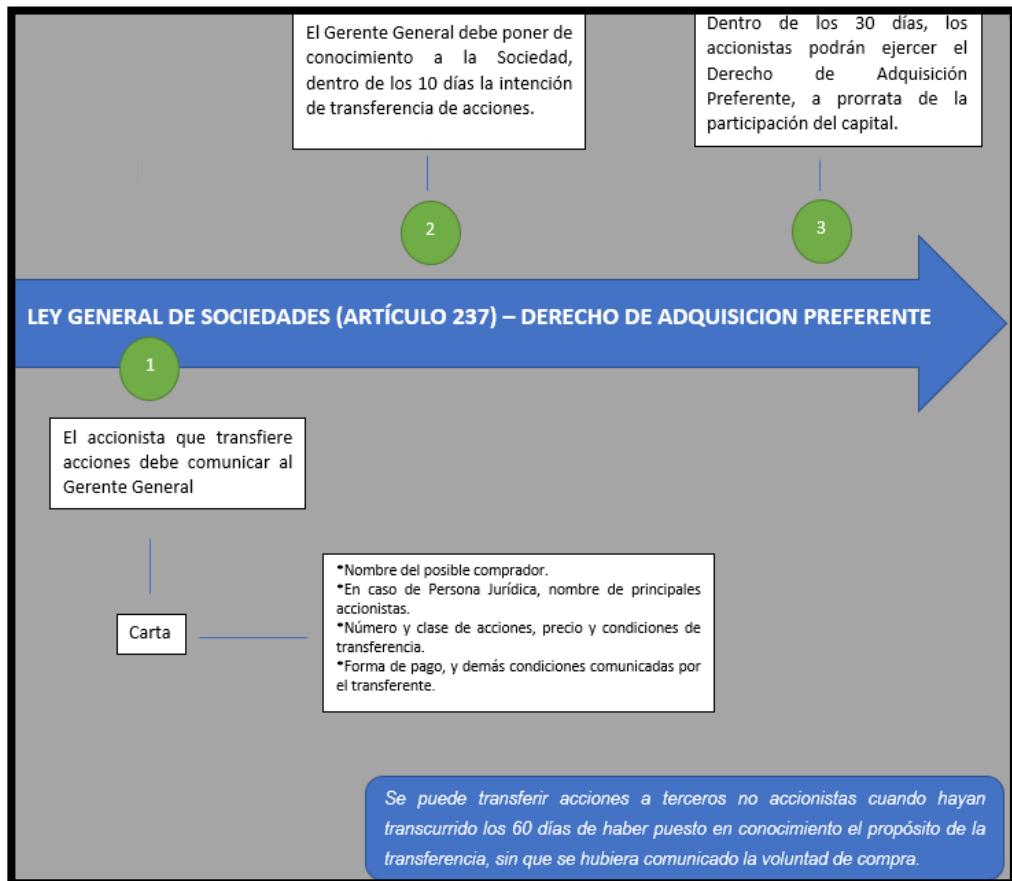 El Gerente General debe poner de
conocimiento a la Sociedad,
dentro de los 10 días la intención
de transferencia de acciones.
Dentro de los 30 días, los
accionistas podrán ejercer el
Derecho de Adquisición
Preferente, a prorrata de la
participación del capital.
2
3
LEY GENERAL DE SOCIEDADES (ARTÍCULO 237) – DERECHO DE ADQUISICION PREFERENTE
1
El accionista que transfiere
acciones debe comunicar al
Gerente General
Carta
*Nombre del posible comprador.
*En caso de Persona Jurídica, nombre de principales
accionistas.
*Número y clase de acciones, precio y condiciones de
transferencia.
*Forma de pago, y demás condiciones comunicadas por
el transferente.
Se puede transferir acciones a terceros no accionistas cuando hayan
transcurrido los 60 días de haber puesto en conocimiento el propósito de la
transferencia, sin que se hubiera comunicado la voluntad de compra.